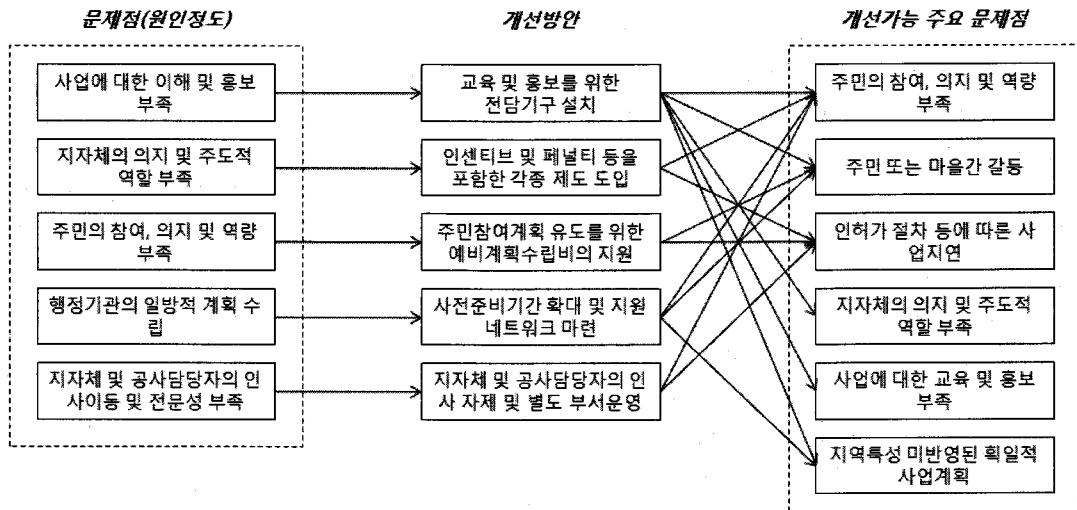 문제점(원인정도)
개선방안
개선가능 주요 문제점
사업에 대한 이해 및 홍보
부족
교육 및 홍보를 위한
전담기구 설치
주민의 참여, 의지 및 역량
부족
지자체의 의지 및 주도적
역할 부족
인센티브 및 페널티 등을
포함한 각종 제도 도입
주민 또는 마을간 갈등
주민의 참여, 의지 및 역량
부족
주민참여계획 유도를 위한
예비계획수립비의 지원
인허가 절차 등에 따른 사
업지연
행정기관의 일방적 계획 수
립
사전준비기간 확대 및 지원
네트워크 마련
지자체의 의지 및 주도적
역할 부족
지자체 및 공사담당자의 인
사이동 및 전문성 부족
지자체 및 공사담당자의 인
사 자제 및 별도 부서운영
사업에 대한 교육 및 홍보
부족
지역특성 미반영된 획일적
사업계획